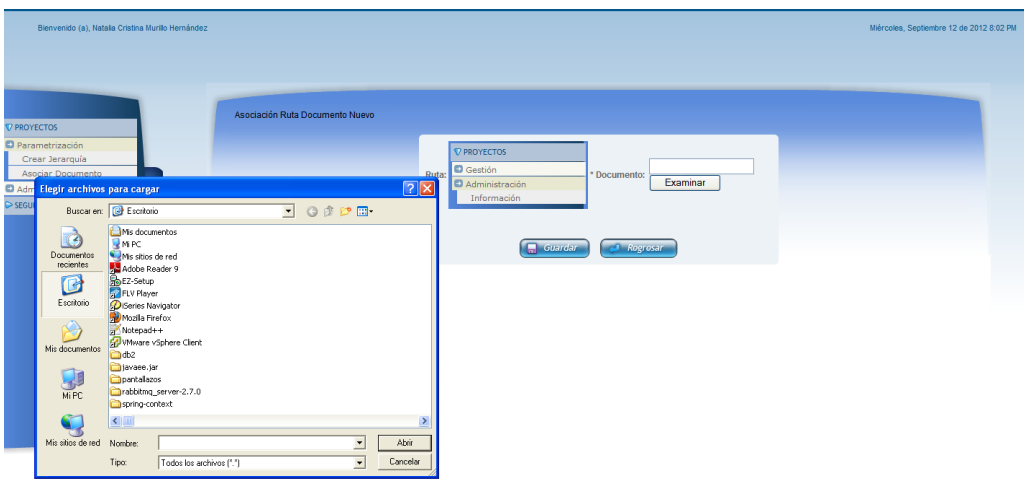 Bienvenido (a), Natalia Cristina Murillo Hernández
Miércoles, Septiembre 12 de 2012 8:02 PM
Asociación Ruta Documento Nuevo
PROYECTOS
Parametrización
Crear Jerarquía
Asociar Documento
Adm
SEGU
Ruta:
PROYECTOS
Gestión
Administración
Información
* Documento:
Examinar
Guardar
Rogrosar
Elegir archivos para cargar
Buscar en:
Escritorio
Documentos recientes
Escritorio
Mis documentos
Mi PC
Mis sitios de red
Mis documentos
Mi PC
Mis sitios de red
Adobe Reader 9
EZ-Setup
FLV Player
iSeries Navigator
Mozilla Firefox
Notepad++
VMware vSphere Client
db2
javaee.jar
pantallazos
rabbitmq_server-2.7.0
spring-context
Nombre:
Abrir
Tipo:
Todos los archivos (*.*)
Cancelar